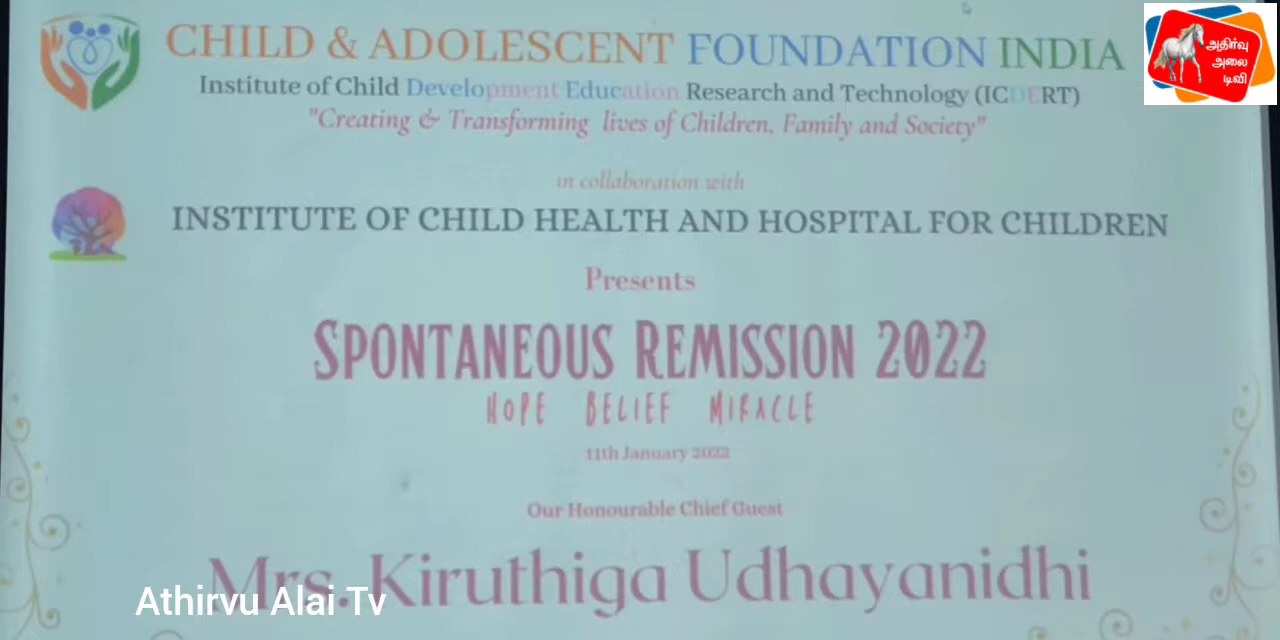 CHILD & ADOLESCENT FOUNDATION INDIA
Institute of Child Development Education Research and Technology (ICDERT)
"Creating & Transforming lives of Children, Family and Society"
in collaboration with
INSTITUTE OF CHILD HEALTH AND HOSPITAL FOR CHILDREN
Presents
SPONTANEOUS REMISSION 2022
HOPE BELIEF MIRACLE
11th January 2022
Our Honourable Chief Guest
Mrs. Kiruthiga Udhayanidhi
Athirvu Alai Tv
அதிர்வு
அலை
டிவி